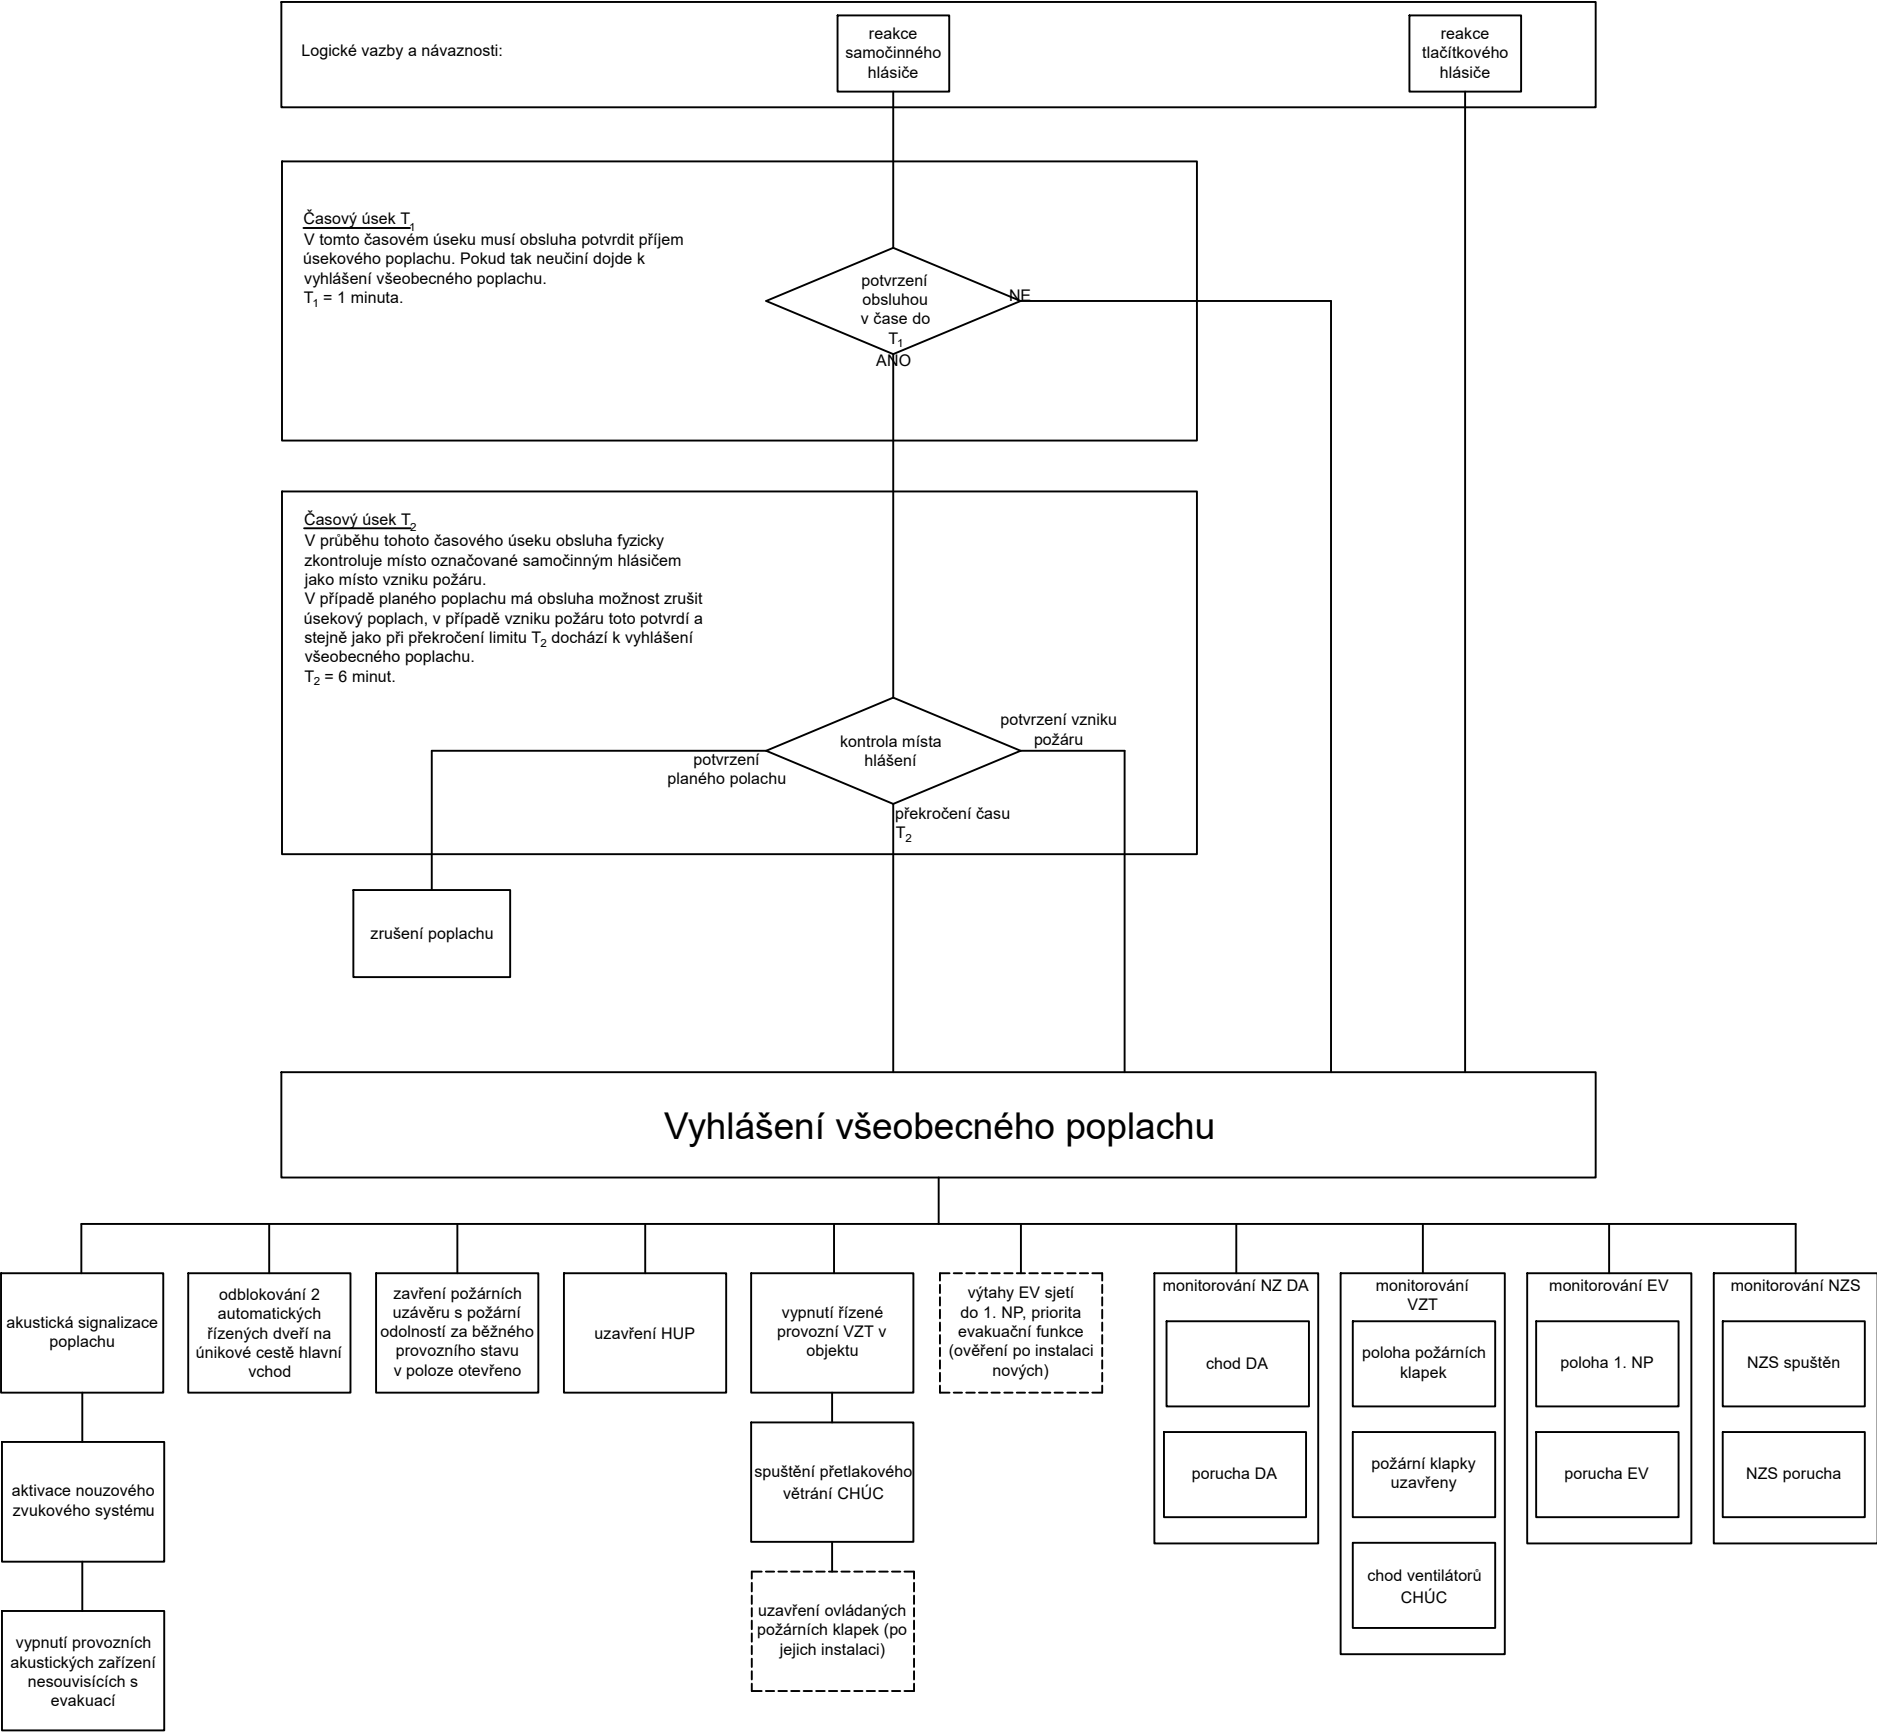 Logické vazby a návaznosti:
reakce
samočinného
hlásiče
reakce
tlačítkového
hlásiče
Časový úsek T1
V tomto časovém úseku musí obsluha potvrdit příjem
úsekového poplachu. Pokud tak neučiní dojde k
vyhlášení všeobecného poplachu.
T1 = 1 minuta.
potvrzení
obsluhou
v čase do
T1
NE
ANO
Časový úsek T2
V průběhu tohoto časového úseku obsluha fyzicky
zkontroluje místo označované samočinným hlásičem
jako místo vzniku požáru.
V případě planého poplachu má obsluha možnost zrušit
úsekový poplach, v případě vzniku požáru toto potvrdí a
stejně jako při překročení limitu T2 dochází k vyhlášení
všeobecného poplachu.
T2 = 6 minut.
kontrola místa
hlášení
potvrzení vzniku
požáru
potvrzení
planého polachu
překročení času
T2
zrušení poplachu
Vyhlášení všeobecného poplachu
akustická signalizace
poplachu
odblokování 2
automatických
řízených dveří na
únikové cestě hlavní
vchod
zavření požárních
uzávěru s požární
odolností za běžného
provozního stavu
v poloze otevřeno
uzavření HUP
vypnutí řízené
provozní VZT v
objektu
výtahy EV sjetí
do 1. NP, priorita
evakuační funkce
(ověření po instalaci
nových)
monitorování NZ DA
chod DA
porucha DA
monitorování
VZT
poloha požárních
klapek
požární klapky
uzavřeny
chod ventilátorů
CHÚC
monitorování EV
poloha 1. NP
porucha EV
monitorování NZS
NZS spuštěn
NZS porucha
aktivace nouzového
zvukového systému
spuštění přetlakového
větrání CHÚC
vypnutí provozních
akustických zařízení
nesouvisících s
evakuací
uzavření ovládaných
požárních klapek (po
jejich instalaci)